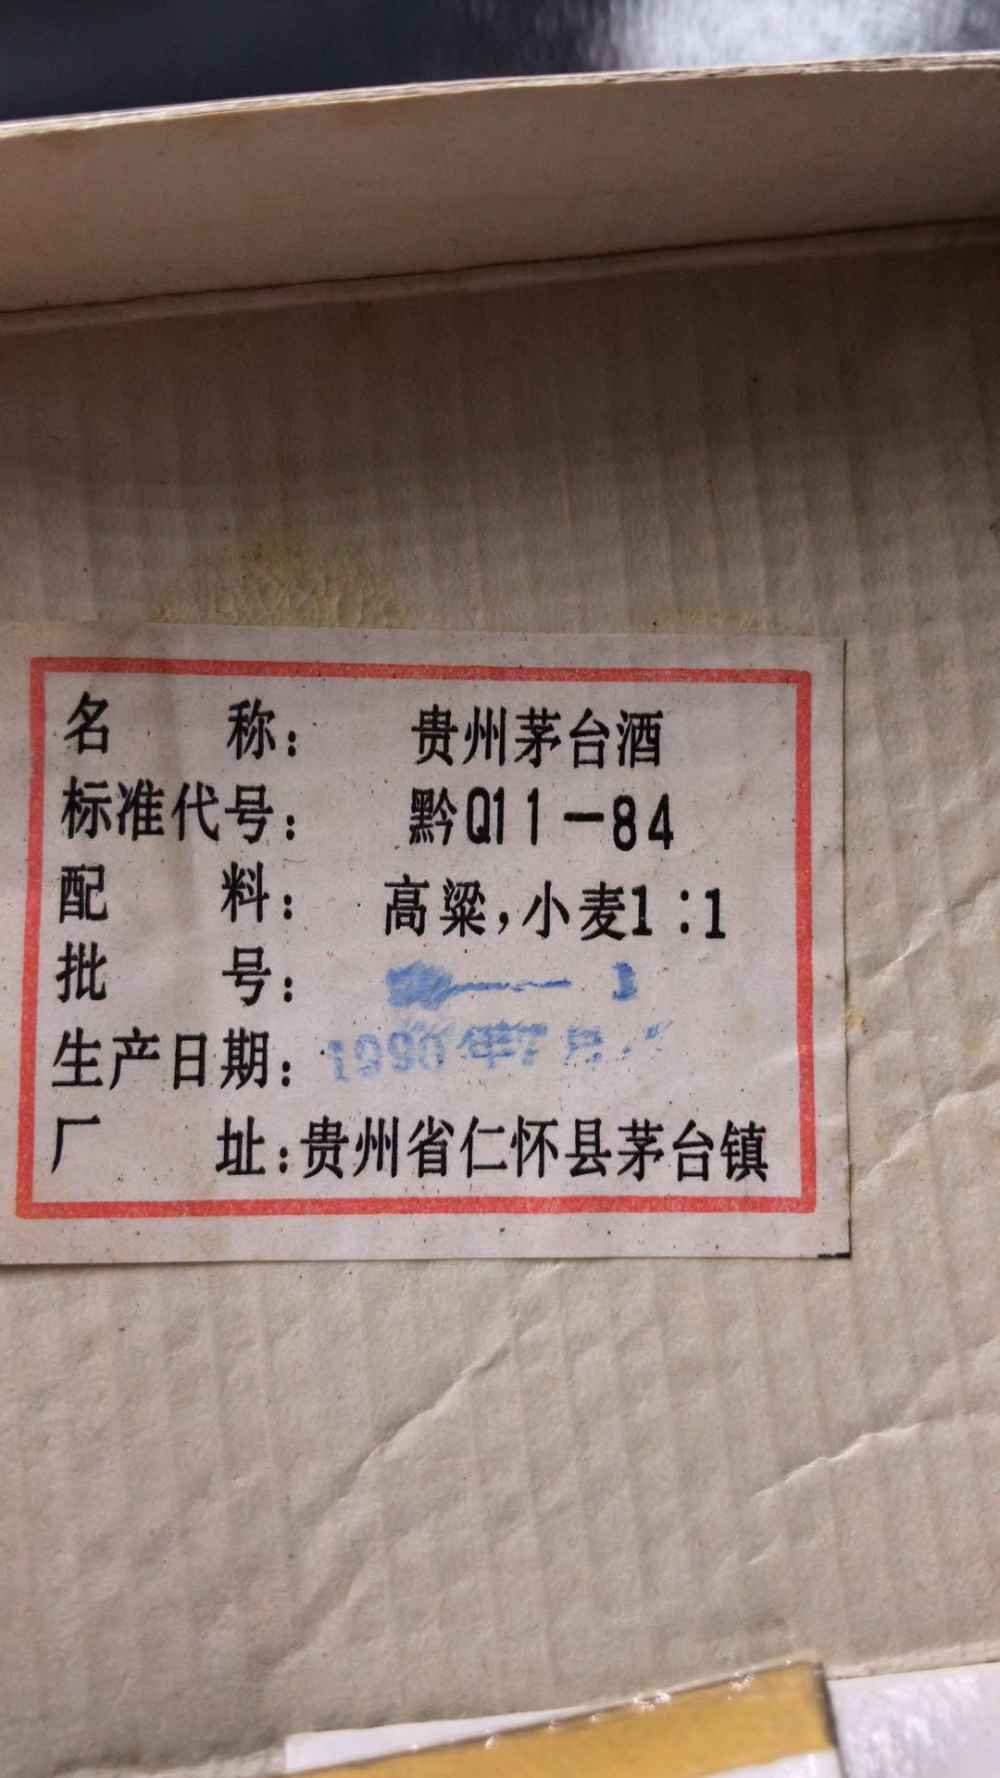 名 称： 贵州茅台酒
标准代号： 黔Q11－84
配 料： 高粱，小麦1：1
批 号： — 1
生产日期： 1990年7月
厂 址：贵州省仁怀县茅台镇